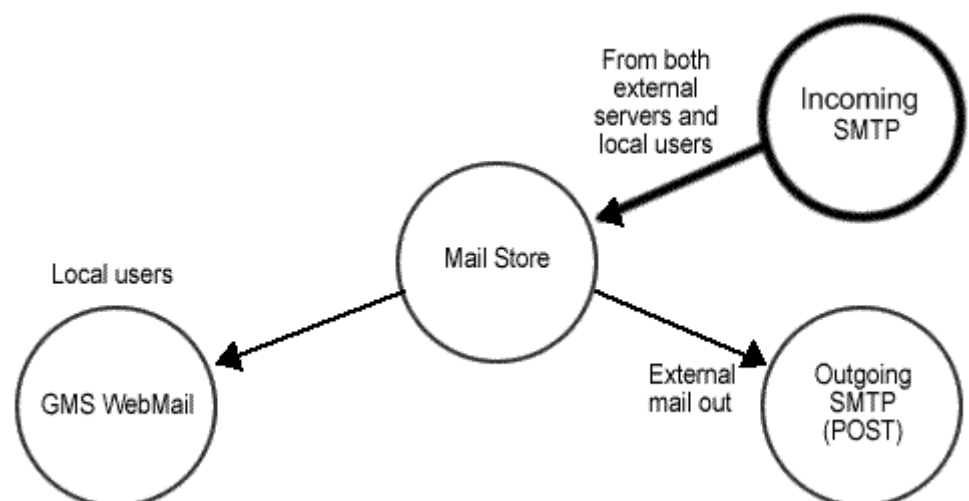 From both
external
servers and
local users
Incoming
SMTP
Mail Store
Local users
GMS WebMail
External
mail out
Outgoing
SMTP
(POST)